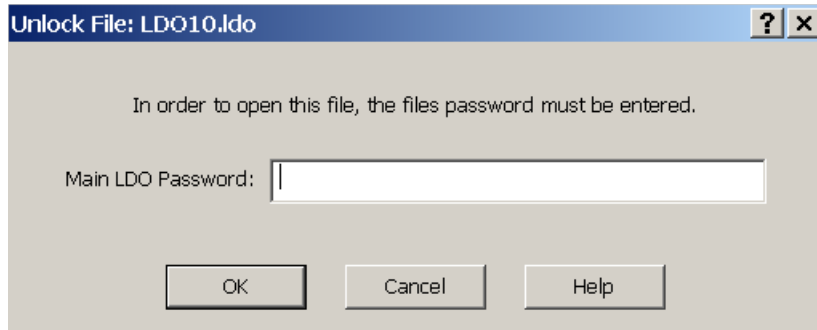 Unlock File: LDO10.ldo
In order to open this file, the files password must be entered.
Main LDO Password:
OK Cancel Help